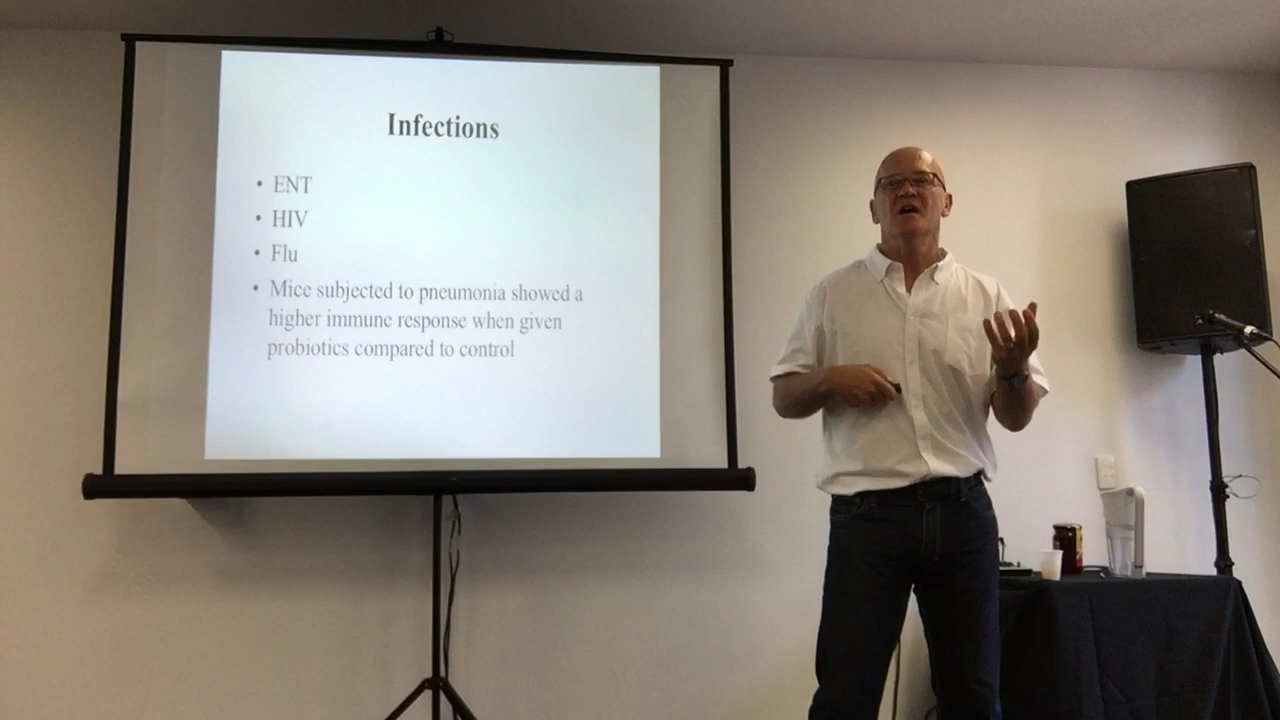 Infections
• ENT
• HIV
• Flu
• Mice subjected to pneumonia showed a
higher immune response when given
probiotics compared to control